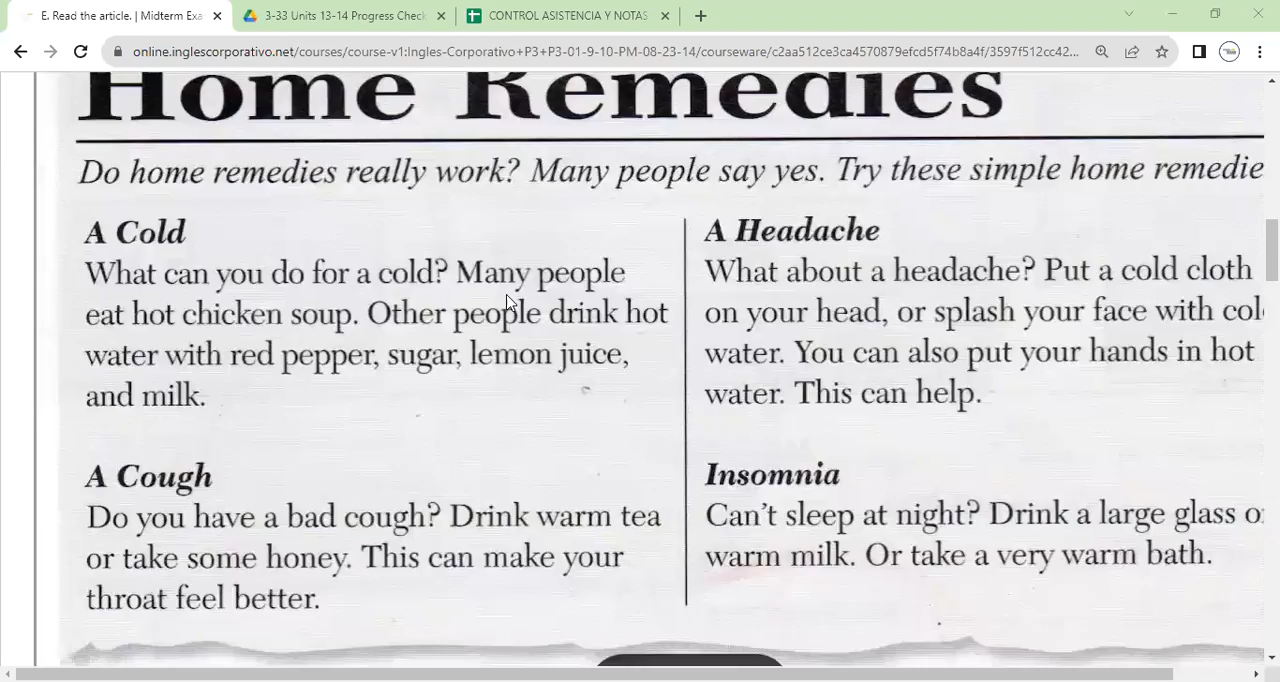 E. Read the article. | Midterm Exa
3-33 Units 13-14 Progress Check
CONTROL ASISTENCIA Y NOTAS
online.inglescorporativo.net/courses/course-v1:Ingles-Corporativo+P3+P3-01-9-10-PM-08-23-14/courseware/c2aa512ce3ca4570879efcd5f74b8a4f/3597f512cc42...
Home Remedies
Do home remedies really work? Many people say yes. Try these simple home remedie
A Cold
What can you do for a cold? Many people
eat hot chicken soup. Other people drink hot
water with red pepper, sugar, lemon juice,
and milk.
A Cough
Do you have a bad cough? Drink warm tea
or take some honey. This can make your
throat feel better.
A Headache
What about a headache? Put a cold cloth
on your head, or splash your face with col
water. You can also put your hands in hot
water. This can help.
Insomnia
Can't sleep at night? Drink a large glass o
warm milk. Or take a very warm bath.